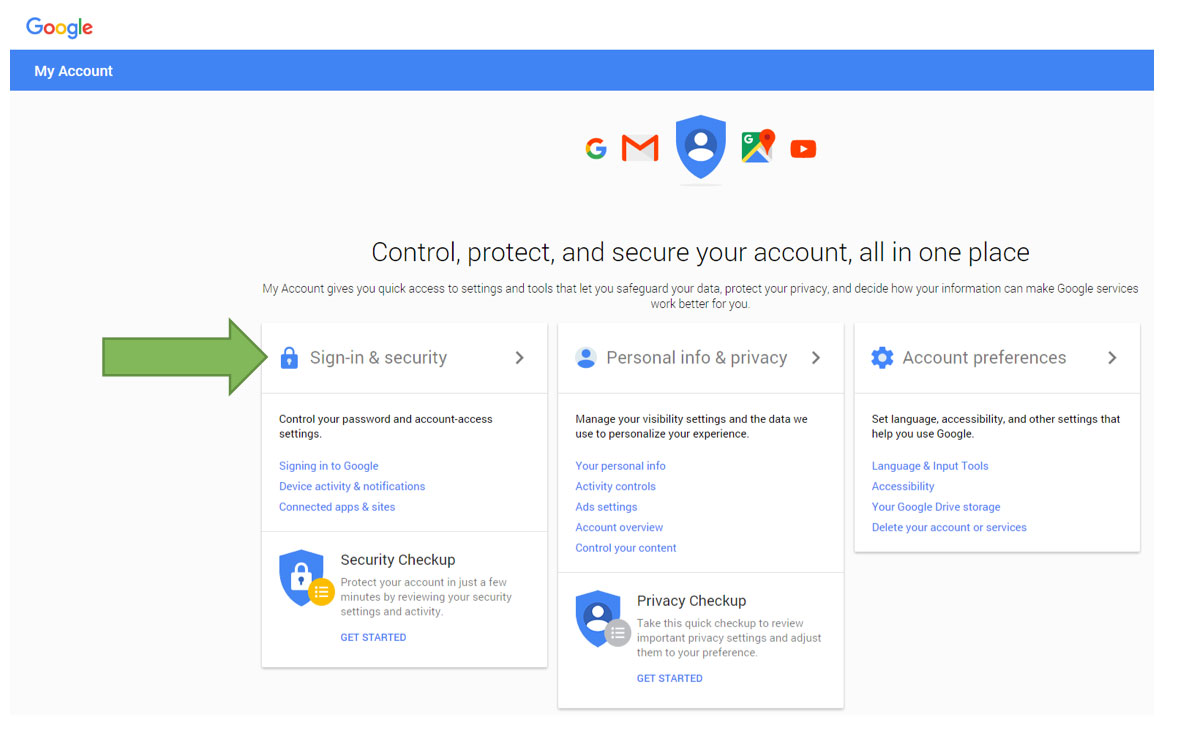 Google
My Account
Control, protect, and secure your account, all in one place
My Account gives you quick access to settings and tools that let you safeguard your data, protect your privacy, and decide how your information can make Google services
work better for you.
Sign-in & security
Control your password and account-access
settings.
Signing in to Google
Device activity & notifications
Connected apps & sites
Security Checkup
Protect your account in just a few
minutes by reviewing your security
settings and activity.
GET STARTED
Personal info & privacy
Manage your visibility settings and the data we
use to personalize your experience.
Your personal info
Activity controls
Ads settings
Account overview
Control your content
Privacy Checkup
Take this quick checkup to review
important privacy settings and adjust
them to your preference.
GET STARTED
Account preferences
Set language, accessibility, and other settings that
help you use Google.
Language & Input Tools
Accessibility
Your Google Drive storage
Delete your account or services